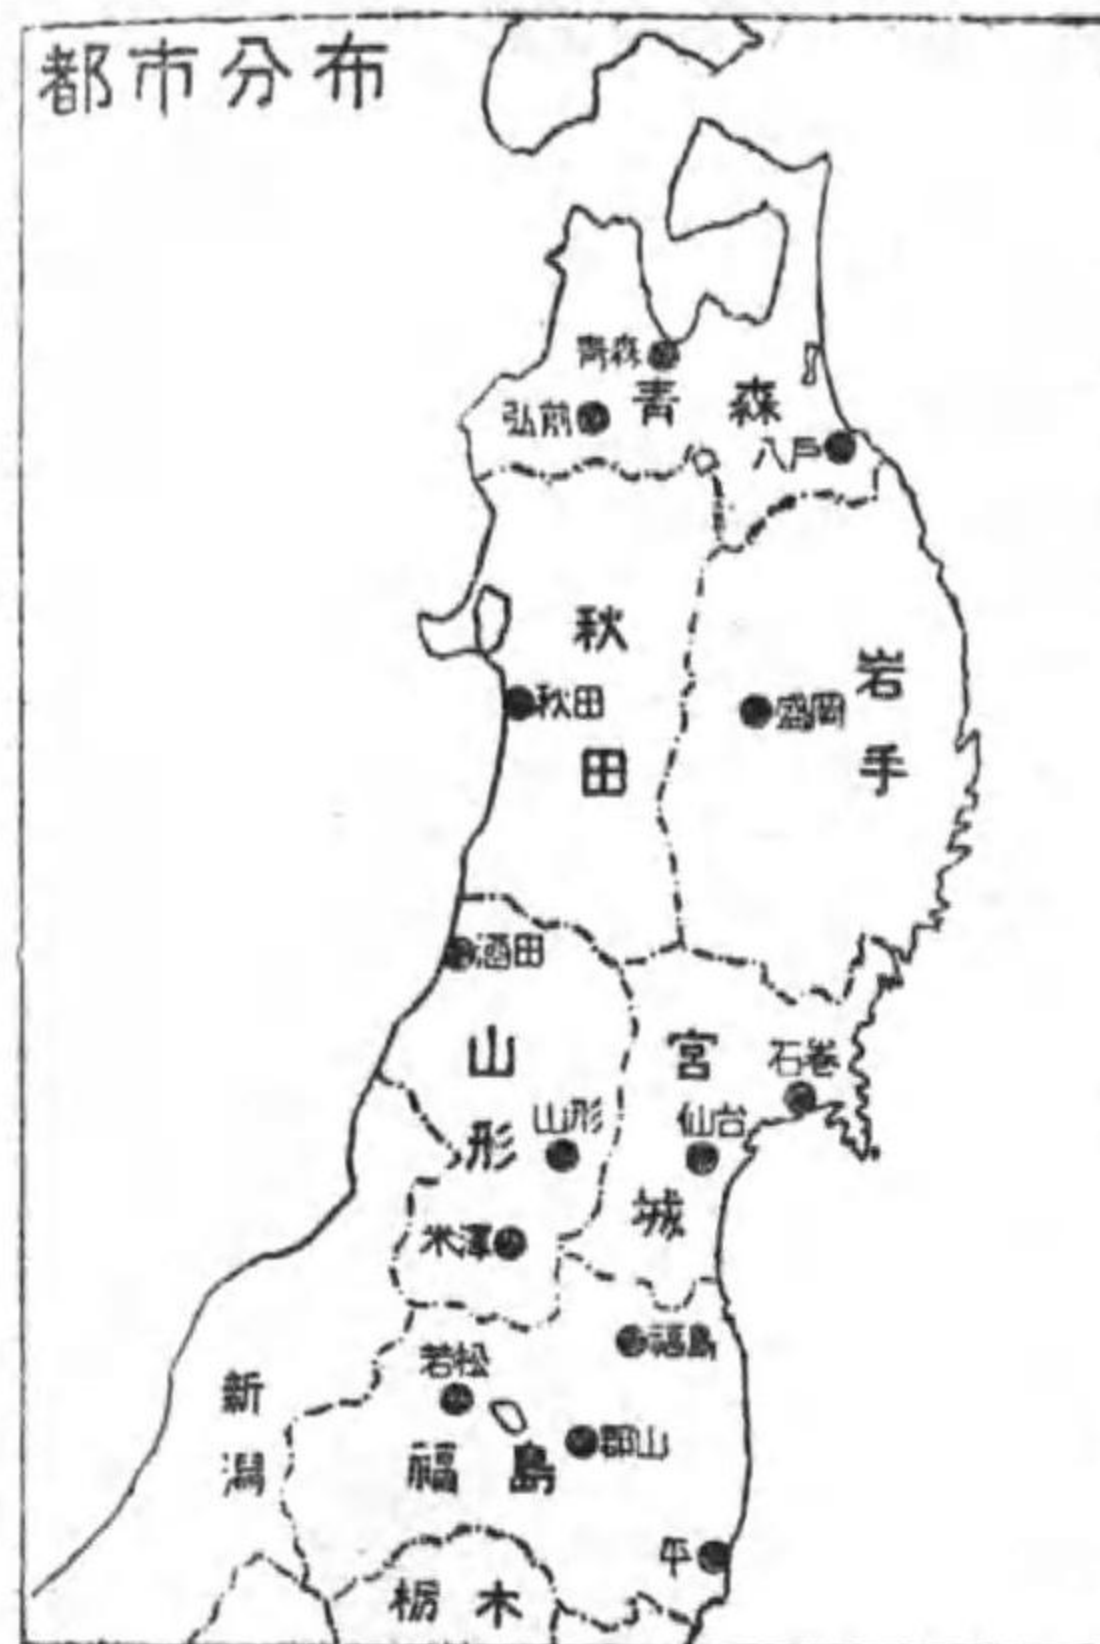 都市分布
青森
青森
弘前
八戸
秋田
秋田
盛岡
岩手
酒田
山形
山形
宮城
石巻
仙台
米澤
福島
若松
郡山
福島
新潟
平
栃木